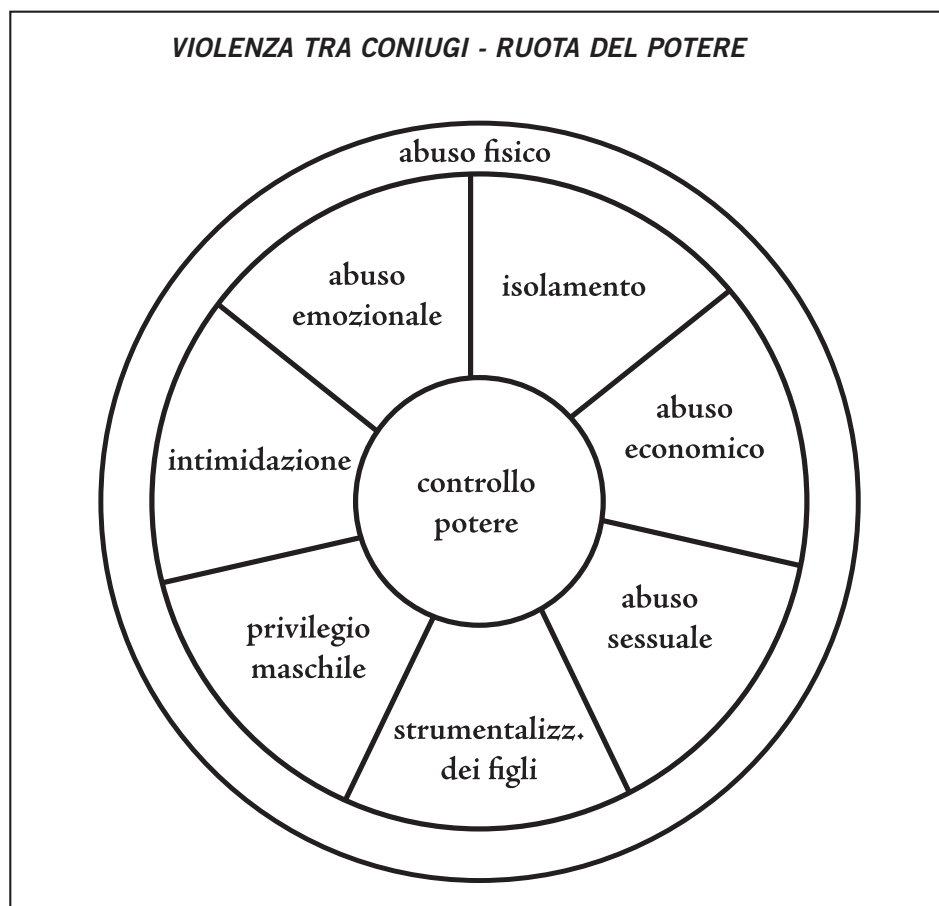 VIOLENZA TRA CONIUGI - RUOTA DEL POTERE
abuso fisico
abuso
emozionale
isolamento
abuso
economico
intimidazione
controllo
potere
abuso
sessuale
privilegio
maschile
strumentalizz.
dei figli